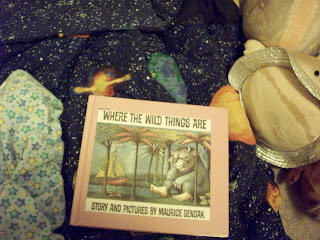 WHERE THE WILD THINGS ARE
STORY AND PICTURES BY MAURICE SENDAK